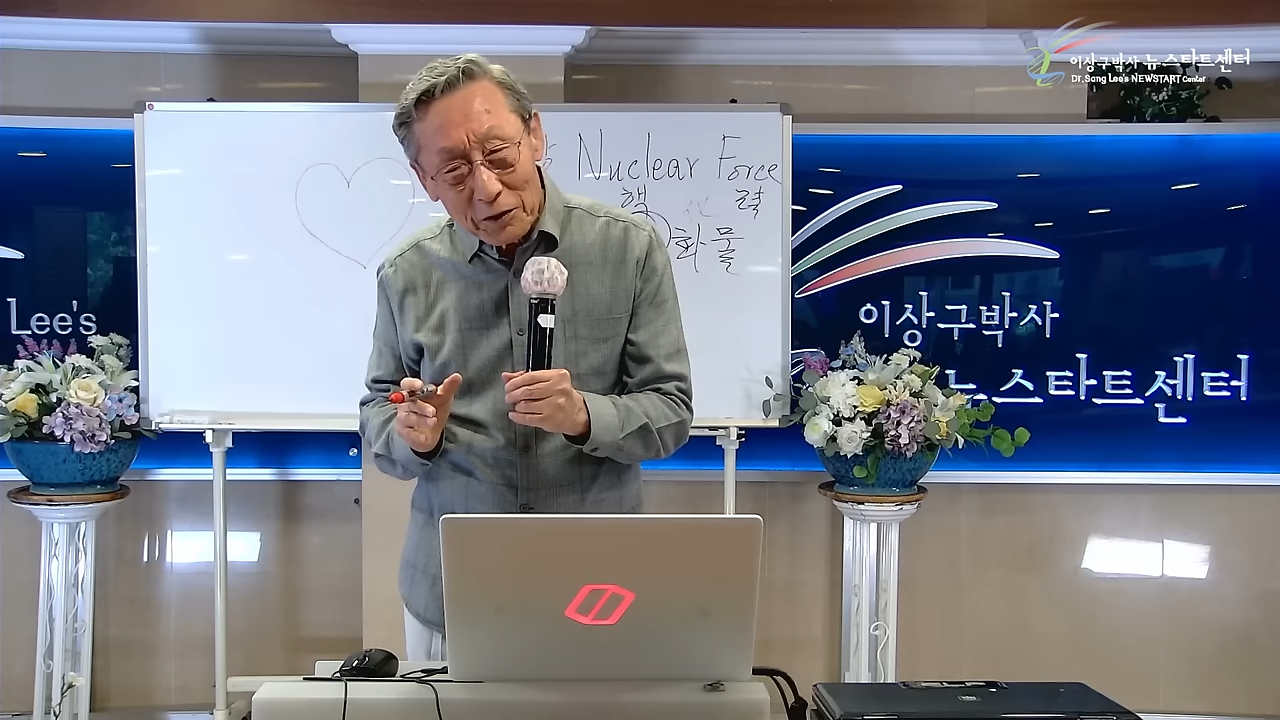 이상구박사 뉴스타트센터
Dr.Sang Lee's NEWSTART Center
Nuclear Force
핵 력
화물
Lee's
이상구박사
뉴스타트센터